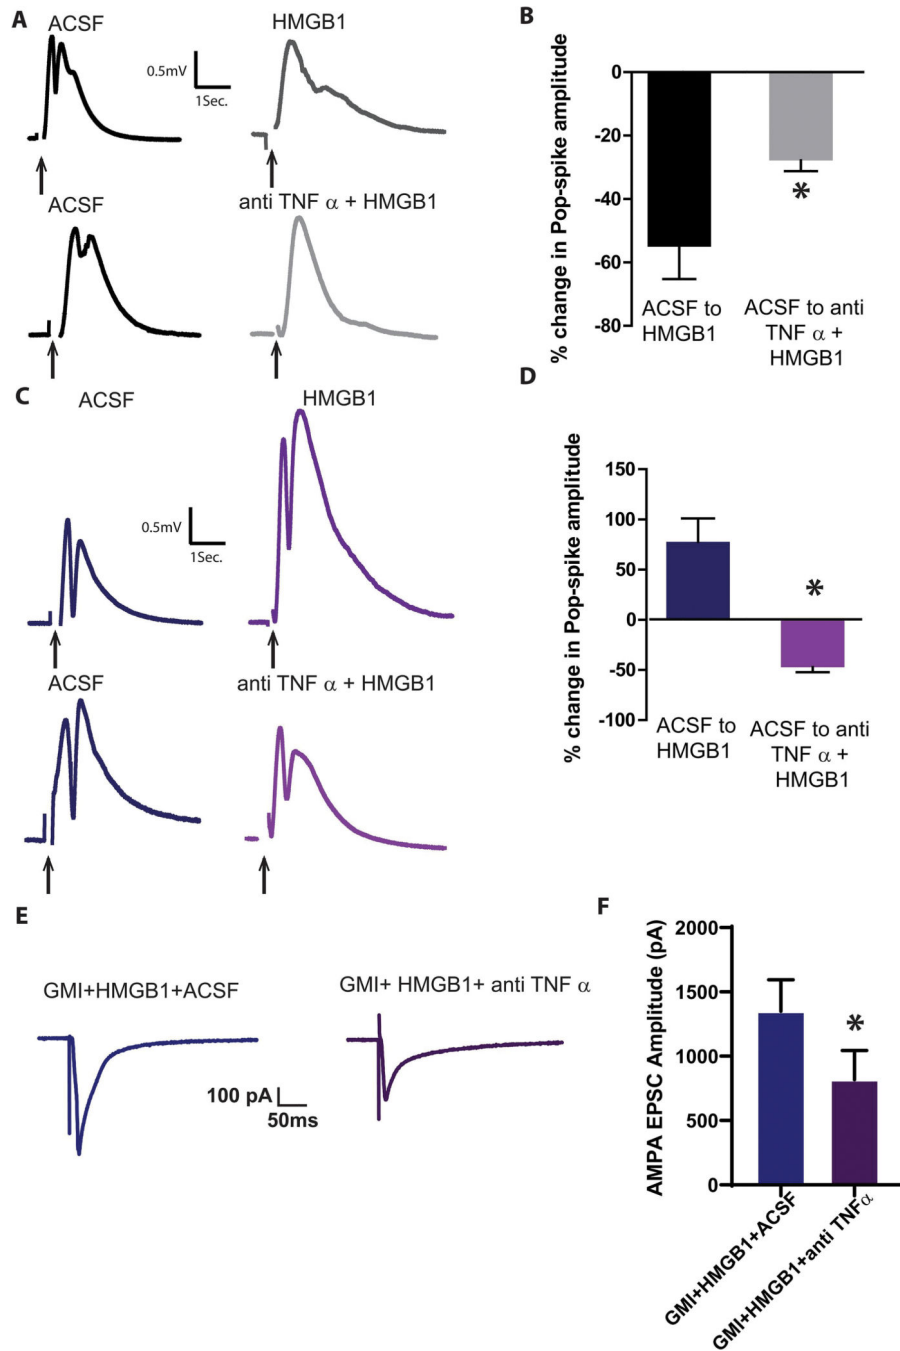 A
ACSF
HMGB1
0.5mV
1Sec.
ACSF
anti TNF α + HMGB1
B
% change in Pop-spike amplitude
0
-20
-40
-60
-80
*
ACSF to
HMGB1
ACSF to anti
TNF α +
HMGB1
C
ACSF
HMGB1
0.5mV
1Sec.
ACSF
anti TNF α + HMGB1
D
% change in Pop-spike amplitude
150
100
50
0
-50
-100
*
ACSF to
HMGB1
ACSF to anti
TNF α +
HMGB1
E
GMI+HMGB1+ACSF
GMI+ HMGB1+ anti TNF α
100 pA
50ms
F
AMPA EPSC Amplitude (pA)
2000
1500
1000
500
0
*
GMI+HMGB1+ACSF
GMI+HMGB1+anti TNFα